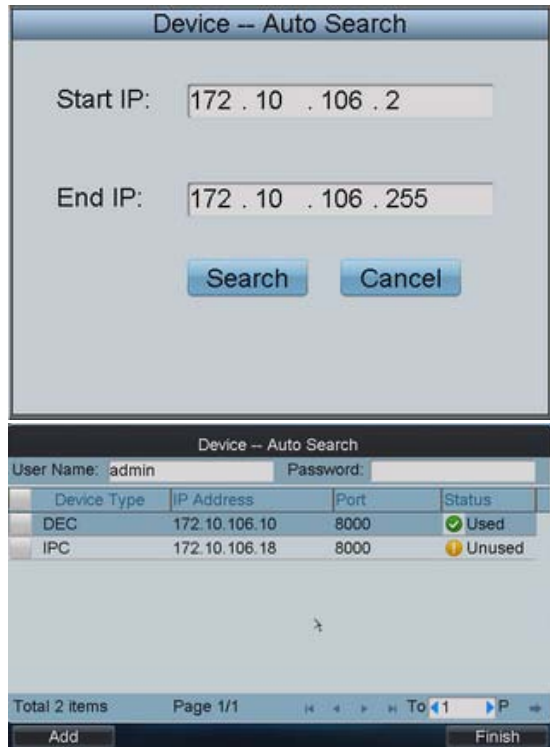 Device -- Auto Search
Start IP: 172 . 10 . 106 . 2
End IP: 172 . 10 . 106 . 255
Search Cancel
Device -- Auto Search
User Name: admin Password:
Device Type IP Address Port Status
DEC 172.10.106.10 8000 Used
IPC 172.10.106.18 8000 Unused
Total 2 items Page 1/1 To 1 P
Add Finish